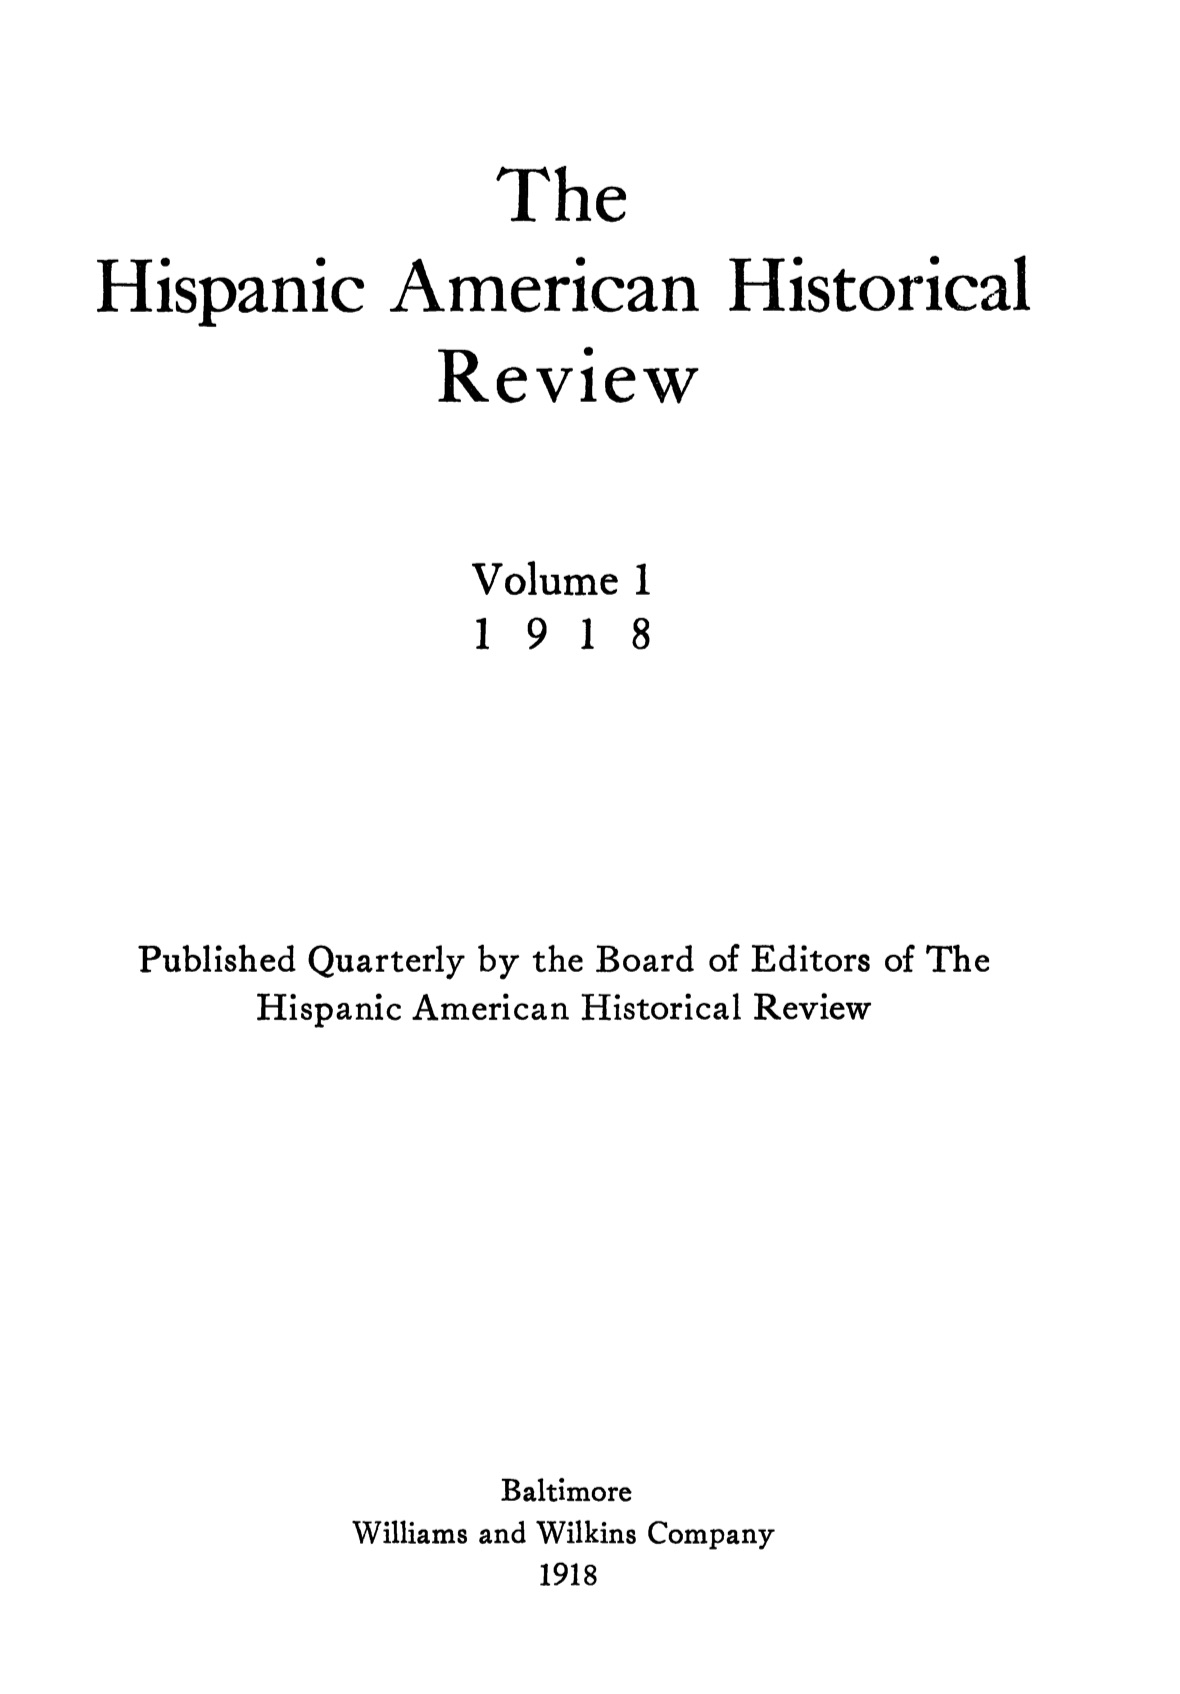 The
Hispanic American Historical
Review
Volume 1
1 9 1 8
Published Quarterly by the Board of Editors of The
Hispanic American Historical Review
Baltimore
Williams and Wilkins Company
1918